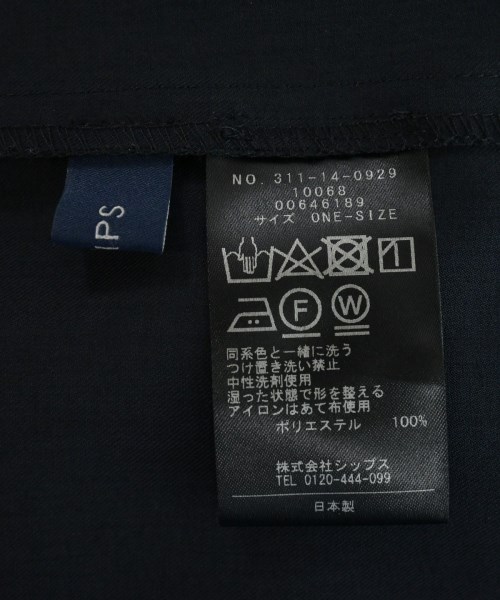 NO. 311-14-0929
10068
00646189
サイズ ONE-SIZE
F
W
同系色と一緒に洗う
つけ置き洗い禁止
中性洗剤使用
湿った状態で形を整える
アイロンはあて布使用
ポリエステル 100%
株式会社シップス
TEL 0120-444-099
日本製
IPS